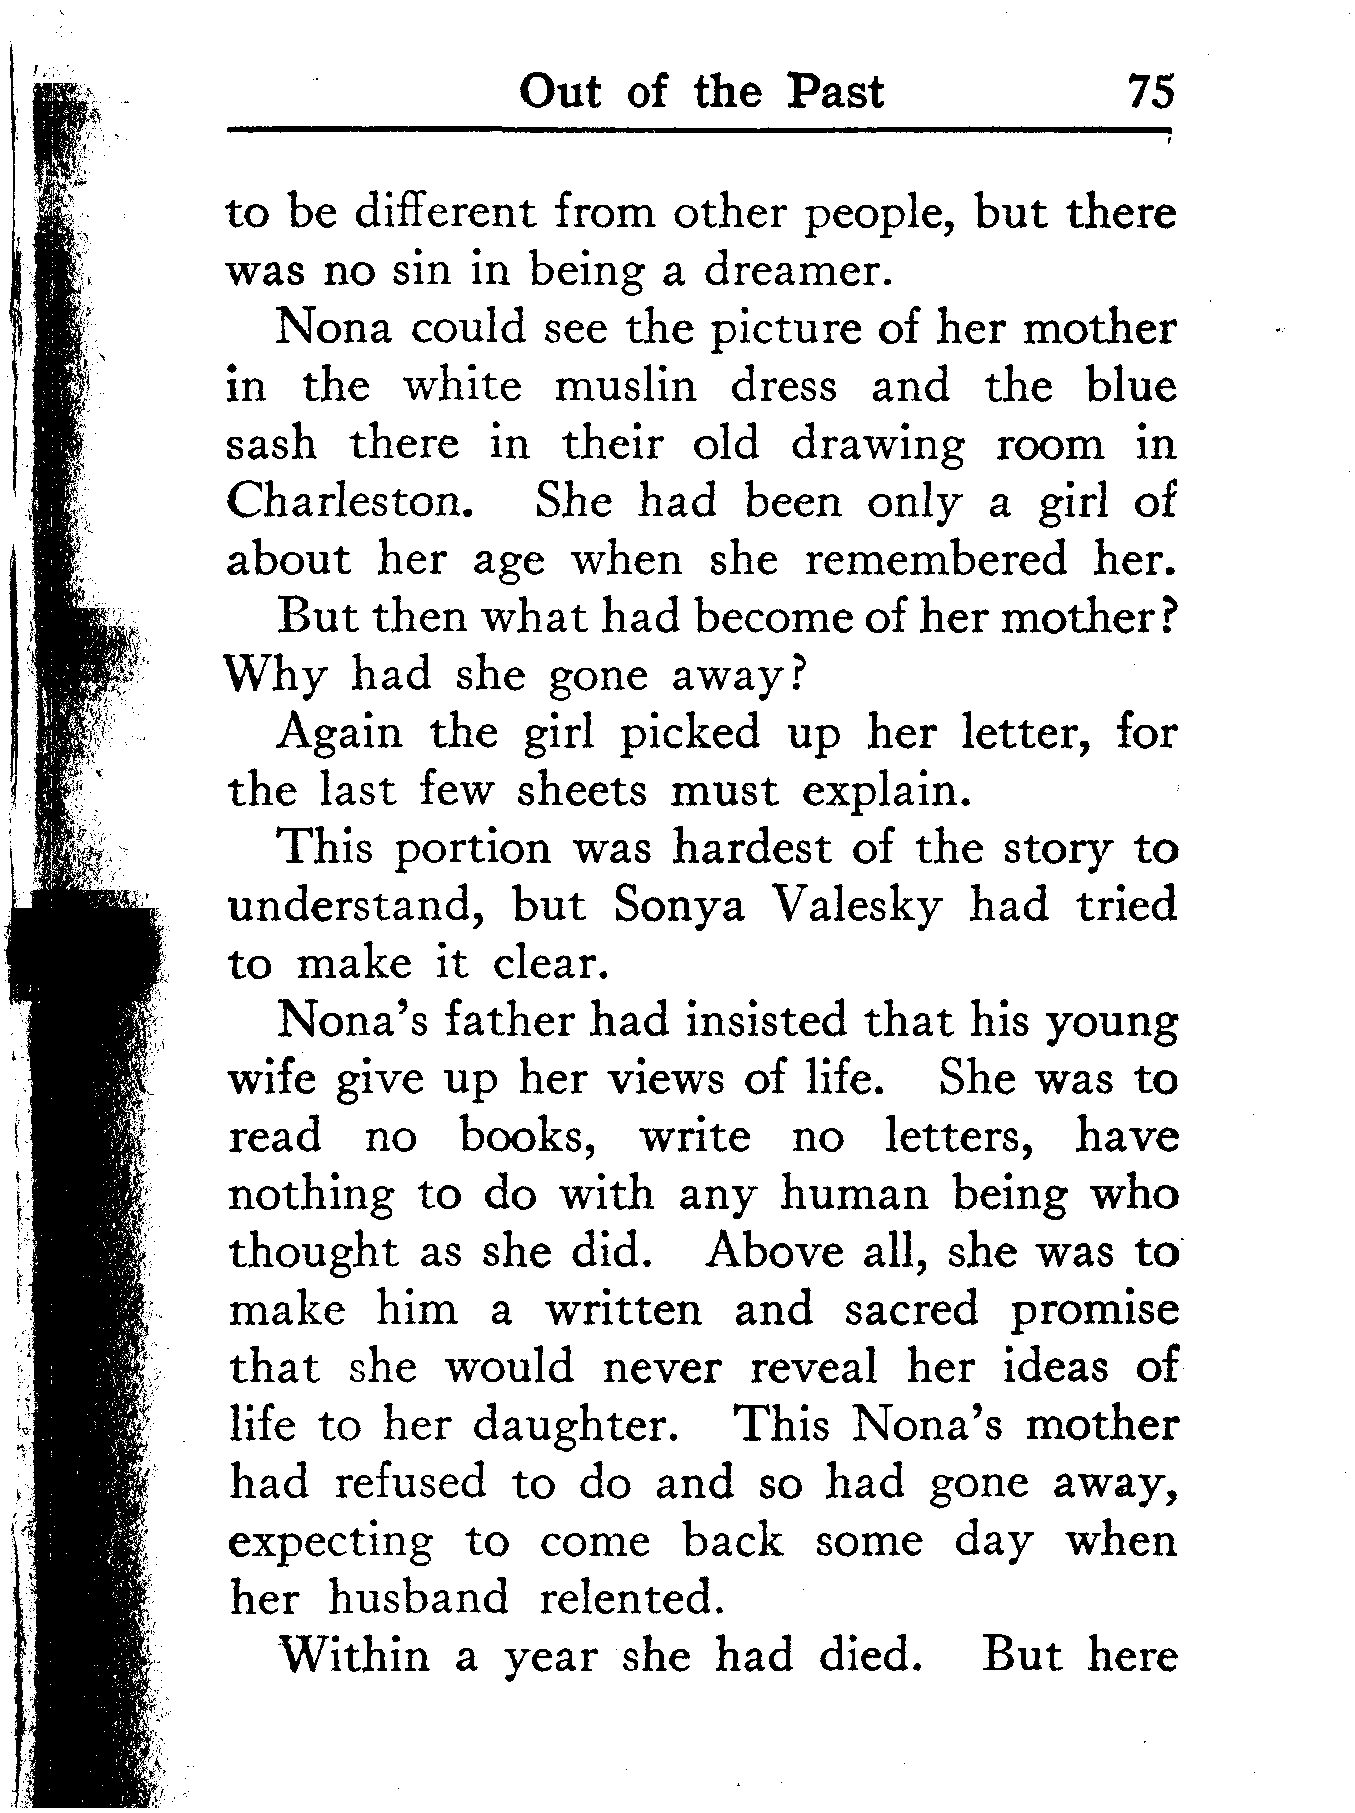 Out of the Past 75
to be different from other people, but there
was no sin in being a dreamer.
Nona could see the picture of her mother
in the white muslin dress and the blue
sash there in their old drawing room in
Charleston. She had been only a girl of
about her age when she remembered her.
But then what had become of her mother?
Why had she gone away?
Again the girl picked up her letter, for
the last few sheets must explain.
This portion was hardest of the story to
understand, but Sonya Valesky had tried
to make it clear.
Nona's father had insisted that his young
wife give up her views of life. She was to
read no books, write no letters, have
nothing to do with any human being who
thought as she did. Above all, she was to
make him a written and sacred promise
that she would never reveal her ideas of
life to her daughter. This Nona's mother
had refused to do and so had gone away,
expecting to come back some day when
her husband relented.
Within a year she had died. But here